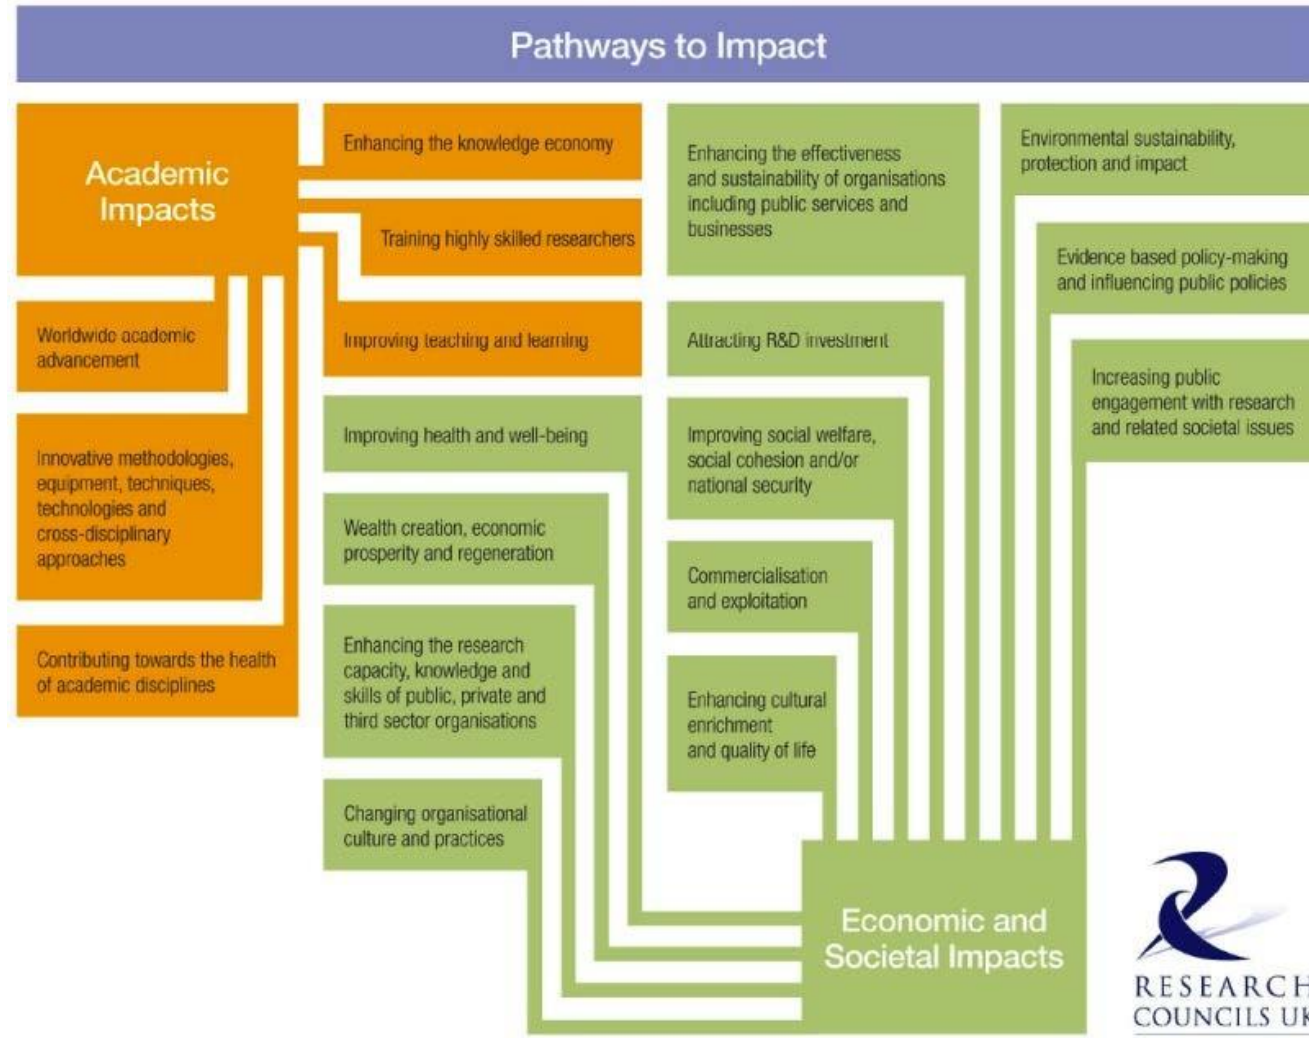 Pathways to Impact
Academic
Impacts
Worldwide academic
advancement
Innovative methodologies,
equipment, techniques,
technologies and
cross-disciplinary
approaches
Contributing towards the health
of academic disciplines
Enhancing the knowledge economy
Training highly skilled researchers
Improving teaching and learning
Improving health and well-being
Wealth creation, economic
prosperity and regeneration
Enhancing the research
capacity, knowledge and
skills of public, private and
third sector organisations
Changing organisational
culture and practices
Enhancing the effectiveness
and sustainability of organisations
including public services and
businesses
Attracting R&D investment
Improving social welfare,
social cohesion and/or
national security
Commercialisation
and exploitation
Enhancing cultural
enrichment
and quality of life
Environmental sustainability,
protection and impact
Evidence based policy-making
and influencing public policies
Increasing public
engagement with research
and related societal issues
Economic and
Societal Impacts
RESEARCH
COUNCILS UK